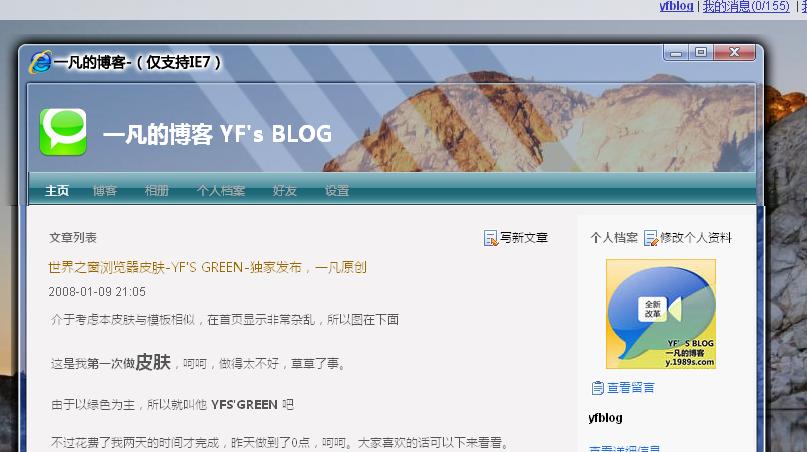 yfblog | 我的消息(0/155) |
一凡的博客-（仅支持IE7）
一凡的博客 YF's BLOG
主页 博客 相册 个人档案 好友 设置
文章列表 写新文章
个人档案 修改个人资料
世界之窗浏览器皮肤-YF'S GREEN-独家发布，一凡原创
2008-01-09 21:05
介于考虑本皮肤与模板相似，在首页显示非常杂乱，所以图在下面
这是我第一次做皮肤，呵呵，做得太不好，草草了事。
由于以绿色为主，所以就叫他 YFS'GREEN 吧
不过花费了我两天的时间才完成，昨天做到了0点，呵呵。大家喜欢的话可以下来看看。
全新
改革
YF'S BLOG
一凡的博客
y.1989s.com
查看留言
yfblog
查看详细信息